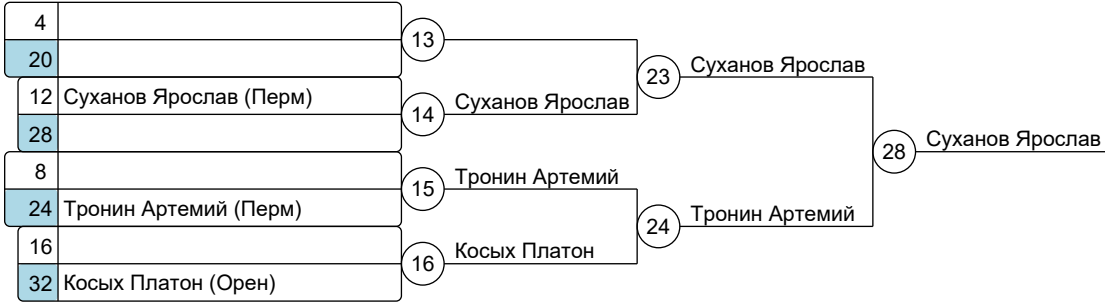 4
13
20
23 Суханов Ярослав
12 Суханов Ярослав (Перм)
14 Суханов Ярослав
28
28 Суханов Ярослав
8
15 Тронин Артемий
24 Тронин Артемий (Перм)
24 Тронин Артемий
16
16 Косых Платон
32 Косых Платон (Орен)